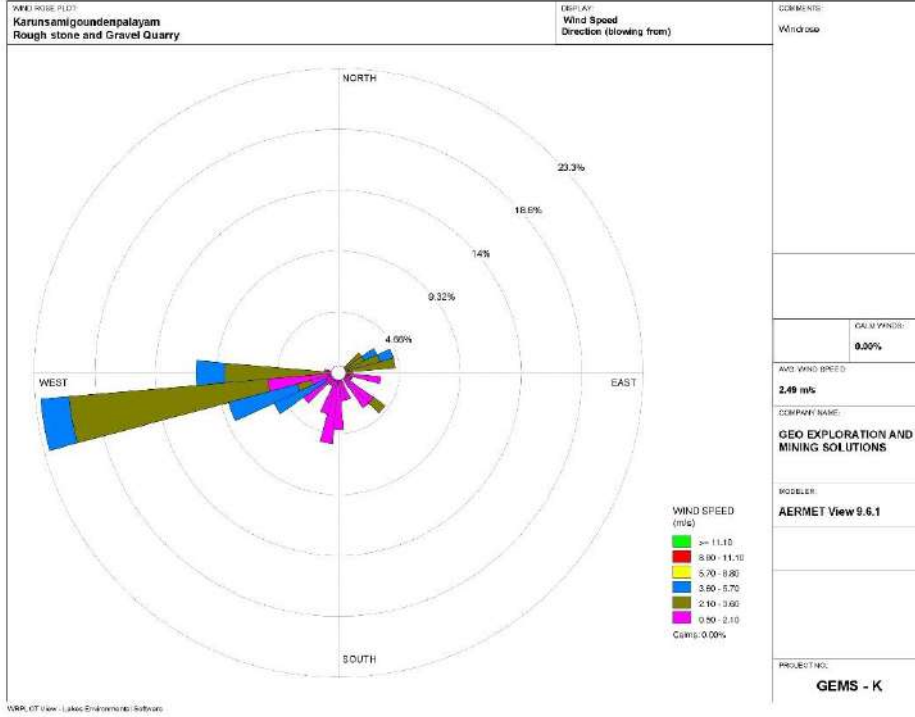 WIND ROSE PLOT:
Karunsamigoundenpalayam
Rough stone and Gravel Quarry
DISPLAY:
Wind Speed
Direction (blowing from)
COMMENTS:
Windrose
NORTH
23.3%
18.6%
14%
9.32%
4.66%
WEST
EAST
SOUTH
WIND SPEED
(m/s)
>= 11.10
8.80 - 11.10
5.70 - 8.80
3.60 - 5.70
2.10 - 3.60
0.50 - 2.10
Calms: 0.00%
CALM WINDS:
0.00%
AVG. WIND SPEED:
2.49 m/s
COMPANY NAME:
GEO EXPLORATION AND
MINING SOLUTIONS
MODELER:
AERMET View 9.6.1
PROJECT NO.:
GEMS - K
WRPLOT View - Lakes Environmental Software